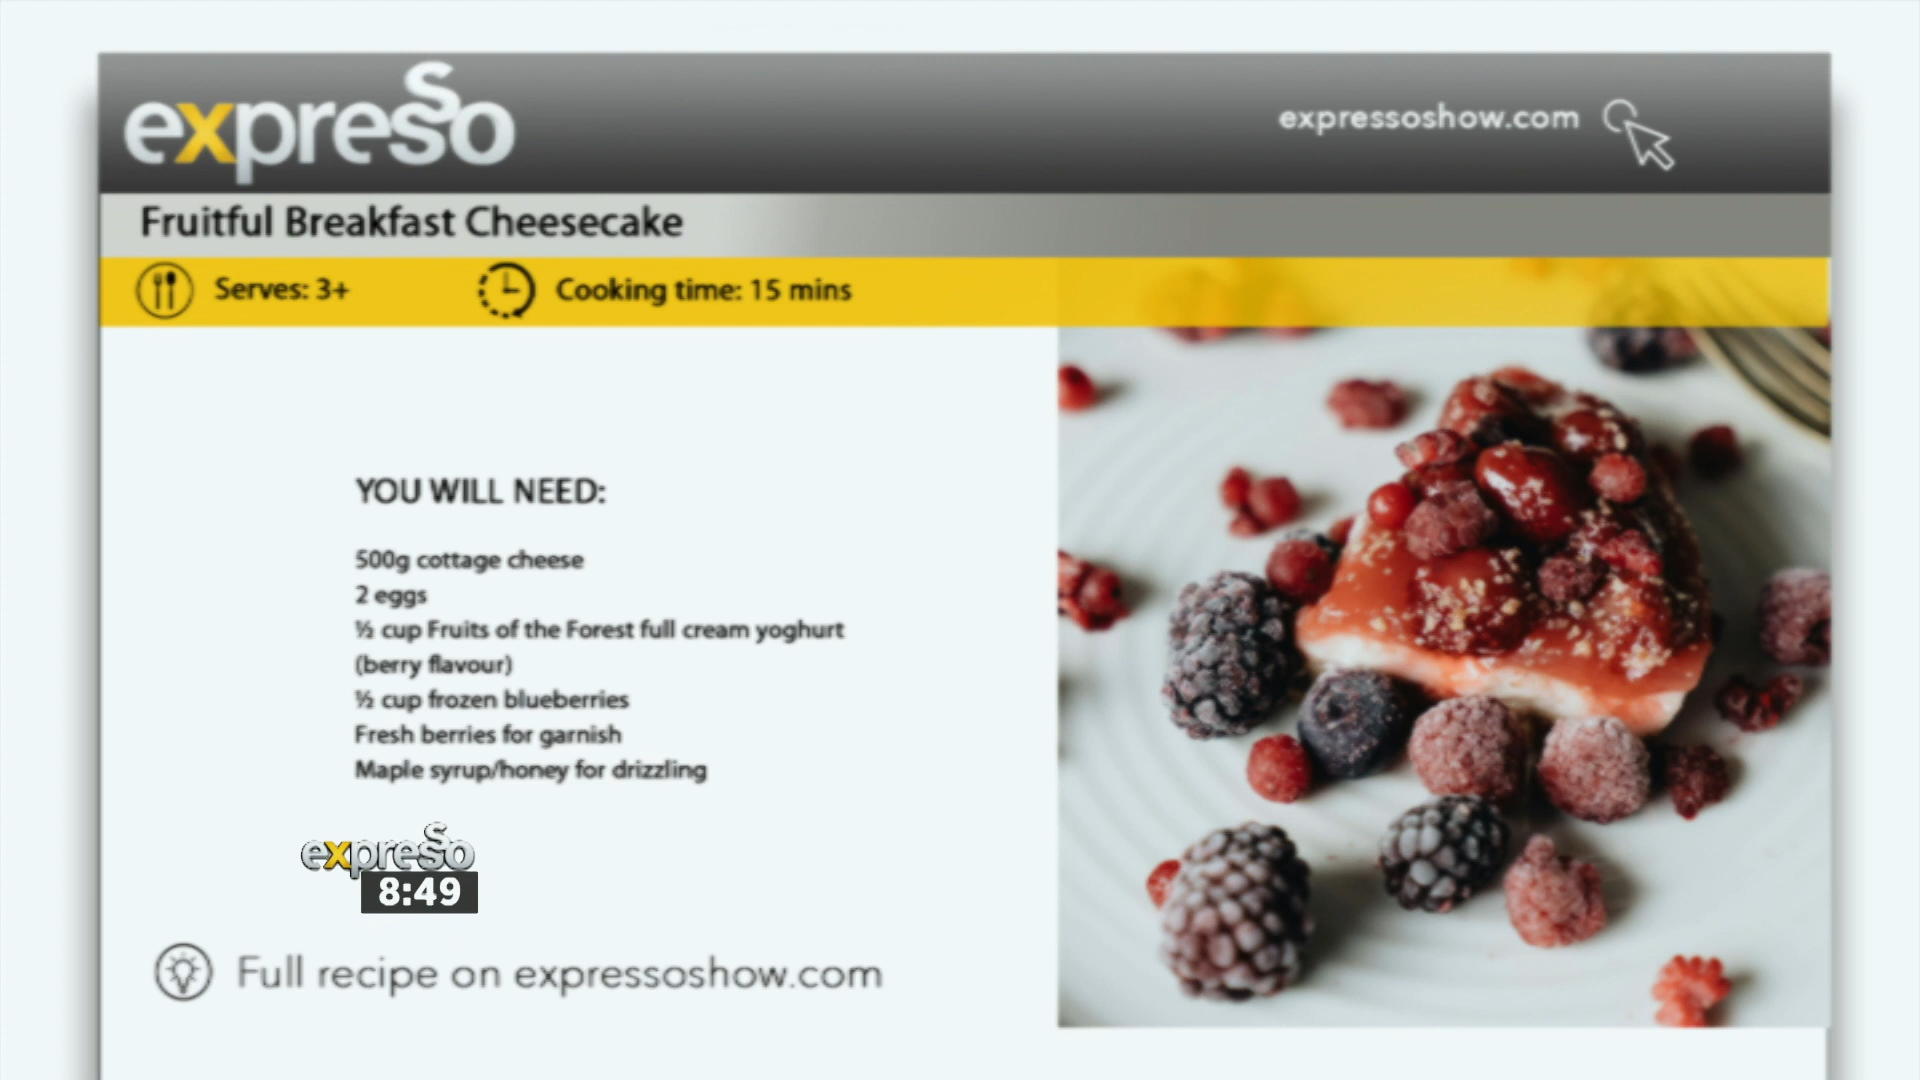 expresso
expressoshow.com
Fruitful Breakfast Cheesecake
Serves: 3+
Cooking time: 15 mins
YOU WILL NEED:
500g cottage cheese
2 eggs
½ cup Fruits of the Forest full cream yoghurt
(berry flavour)
½ cup frozen blueberries
Fresh berries for garnish
Maple syrup/honey for drizzling
expresso
8:49
Full recipe on expressoshow.com